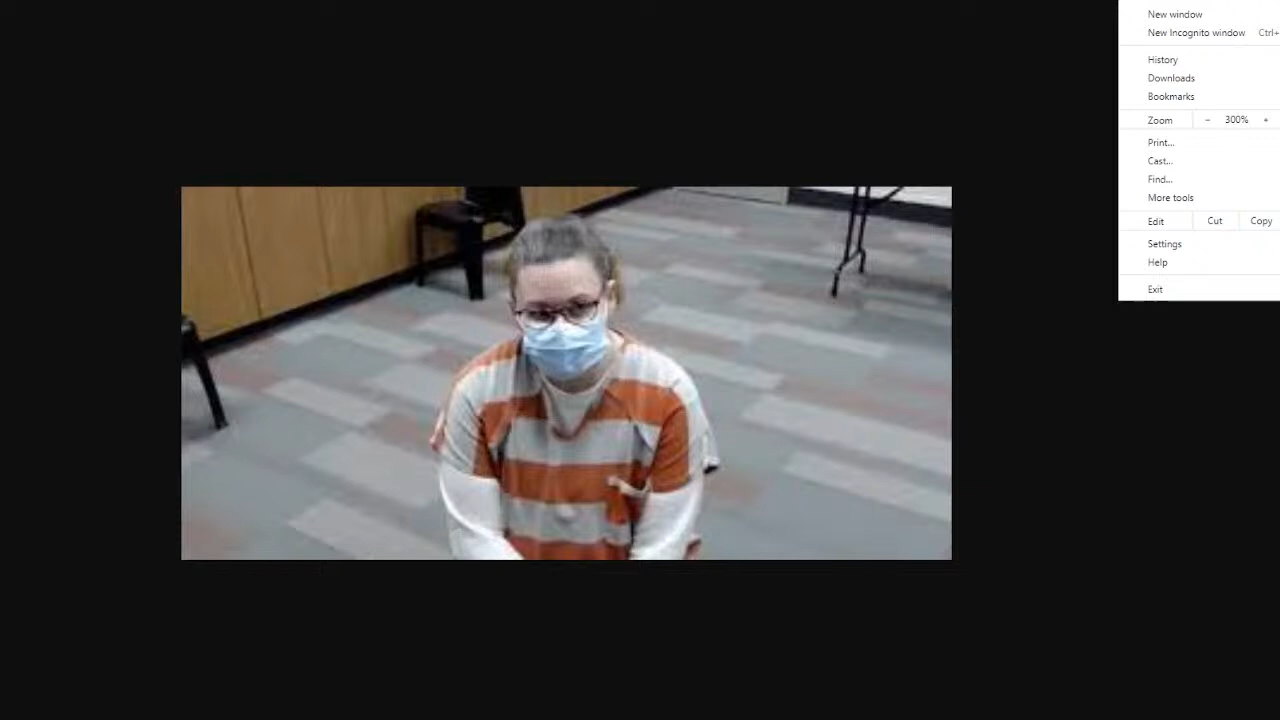 New window
New Incognito window Ctrl+
History
Downloads
Bookmarks
Zoom − 300% +
Print...
Cast...
Find...
More tools
Edit Cut Copy
Settings
Help
Exit